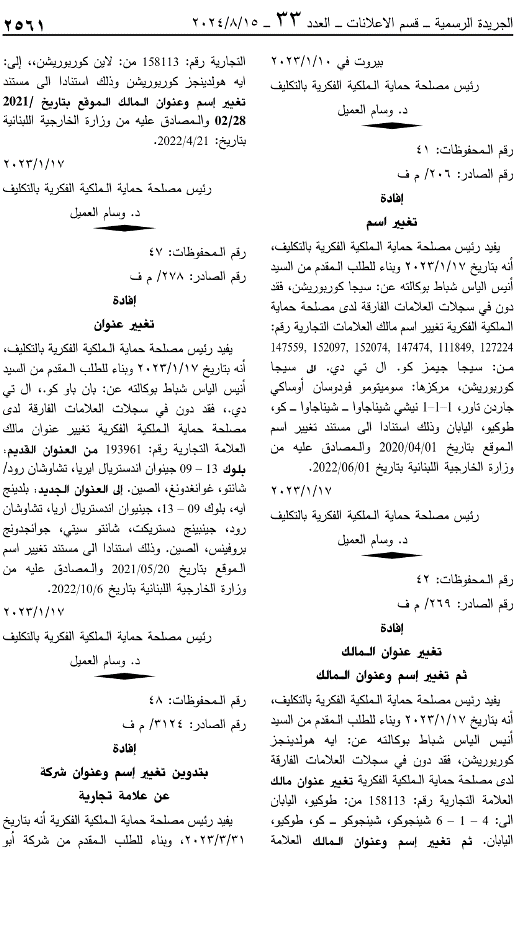 الجريدة الرسمية ــ قسم الاعلانات ــ العدد ٣٣ ــ ٢٠٢٤/٨/١٥
٢٥٦١
بيروت في ٢٠٢٣/١/١٠
رئيس مصلحة حماية الملكية الفكرية بالتكليف
د. وسام العميل
رقم المحفوظات: ٤١
رقم الصادر: ٢٠٦/ م ف
إفادة
تغيير اسم
يفيد رئيس مصلحة حماية الملكية الفكرية بالتكليف،
أنه بتاريخ ٢٠٢٣/١/١٧ وبناء للطلب المقدم من السيد
أنيس الياس شباط بوكالته عن: سيجا كوربوريشن، فقد
دون في سجلات العلامات الفارقة لدى مصلحة حماية
الملكية الفكرية تغيير اسم مالك العلامات التجارية رقم:
127224 ,111849 ,147474 ,152074 ,152097 ,147559
من: سيجا جيمز كو. ال تي دي. الى سيجا
كوربوريشن، مركزها: سوميتومو فودوسان أوساكي
جاردن تاور، 1–1–1 نيشي شيناجاوا ــ شيناجاوا ــ كو،
طوكيو، اليابان وذلك استنادا الى مستند تغيير اسم
الموقع بتاريخ 2020/04/01 والمصادق عليه من
وزارة الخارجية اللبنانية بتاريخ 2022/06/01.
٢٠٢٣/١/١٧
رئيس مصلحة حماية الملكية الفكرية بالتكليف
د. وسام العميل
رقم المحفوظات: ٤٢
رقم الصادر: ٢٦٩/ م ف
إفادة
تغيير عنوان المالك
ثم تغيير إسم وعنوان المالك
يفيد رئيس مصلحة حماية الملكية الفكرية بالتكليف،
أنه بتاريخ ٢٠٢٣/١/١٧ وبناء للطلب المقدم من السيد
أنيس الياس شباط بوكالته عن: ايه هولدينجز
كوربوريشن، فقد دون في سجلات العلامات الفارقة
لدى مصلحة حماية الملكية الفكرية تغيير عنوان مالك
العلامة التجارية رقم: 158113 من: طوكيو، اليابان
الى: 4 – 1 – 6 شينجوكو، شينجوكو ــ كو، طوكيو،
اليابان. ثم تغيير إسم وعنوان المالك العلامة
التجارية رقم: 158113 من: لاين كوربوريشن،، إلى:
ايه هولدينجز كوربوريشن وذلك استنادا الى مستند
تغيير إسم وعنوان المالك الموقع بتاريخ /2021
02/28 والمصادق عليه من وزارة الخارجية اللبنانية
بتاريخ: 2022/4/21.
٢٠٢٣/١/١٧
رئيس مصلحة حماية الملكية الفكرية بالتكليف
د. وسام العميل
رقم المحفوظات: ٤٧
رقم الصادر: ٢٧٨/ م ف
إفادة
تغيير عنوان
يفيد رئيس مصلحة حماية الملكية الفكرية بالتكليف،
أنه بتاريخ ٢٠٢٣/١/١٧ وبناء للطلب المقدم من السيد
أنيس الياس شباط بوكالته عن: بان باو كو.، ال تي
دي.، فقد دون في سجلات العلامات الفارقة لدى
مصلحة حماية الملكية الفكرية تغيير عنوان مالك
العلامة التجارية رقم: 193961 من العنوان القديم:
بلوك 13 – 09 جينوان اندستريال ايريا، تشاوشان رود/
شانتو، غوانغدونغ، الصين. إلى العنوان الجديد: بلدينج
ايه، بلوك 09 – 13، جينيوان اندستريال اريا، تشاوشان
رود، جينبينج دستريكت، شانتو سيتي، جوانجدونج
بروفينس، الصين. وذلك استنادا الى مستند تغيير اسم
الموقع بتاريخ 2021/05/20 والمصادق عليه من
وزارة الخارجية اللبنانية بتاريخ 2022/10/6.
٢٠٢٣/١/١٧
رئيس مصلحة حماية الملكية الفكرية بالتكليف
د. وسام العميل
رقم المحفوظات: ٤٨
رقم الصادر: ٣١٢٤/ م ف
إفادة
بتدوين تغيير إسم وعنوان شركة
عن علامة تجارية
يفيد رئيس مصلحة حماية الملكية الفكرية أنه بتاريخ
٢٠٢٣/٣/٣١، وبناء للطلب المقدم من شركة أبو